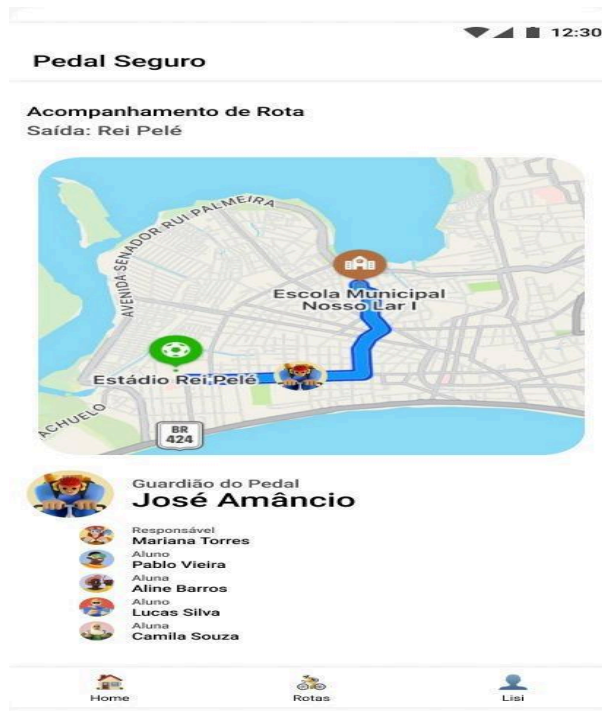 12:30
Pedal Seguro
Acompanhamento de Rota
Saída: Rei Pelé
AVENIDA SENADOR RUI PALMEIRA
Escola Municipal
Nosso Lar I
Estádio Rei Pelé
ACHUELO
BR
424
Guardião do Pedal
José Amâncio
Responsável
Mariana Torres
Aluno
Pablo Vieira
Aluna
Aline Barros
Aluno
Lucas Silva
Aluna
Camila Souza
Home
Rotas
Lisi